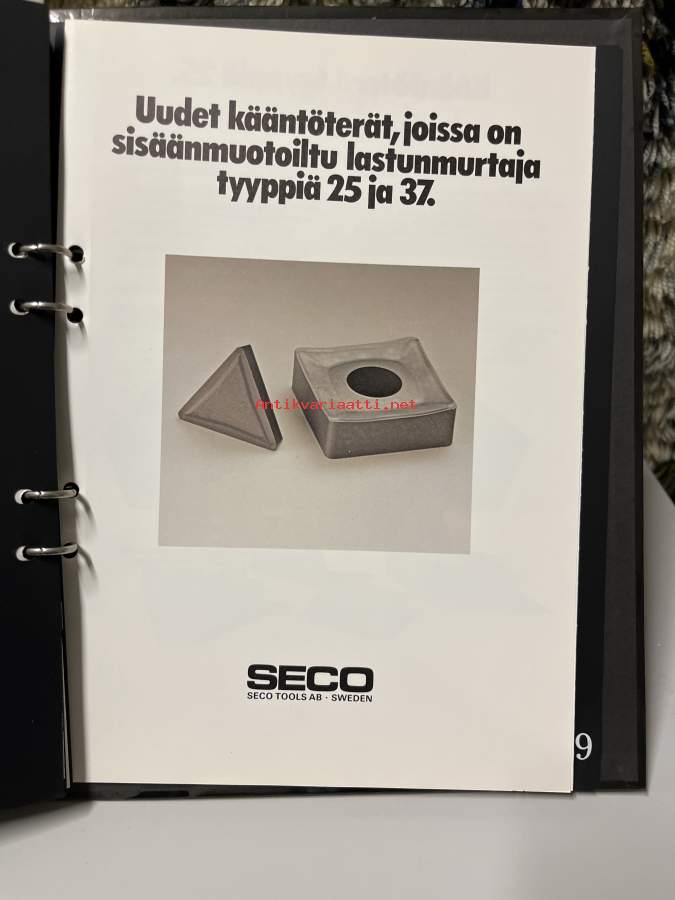 Uudet kääntöterät, joissa on
sisäänmuotoiltu lastunmurtaja
tyyppiä 25 ja 37.
Antikvariaatti.net
SECO
SECO TOOLS AB · SWEDEN
9